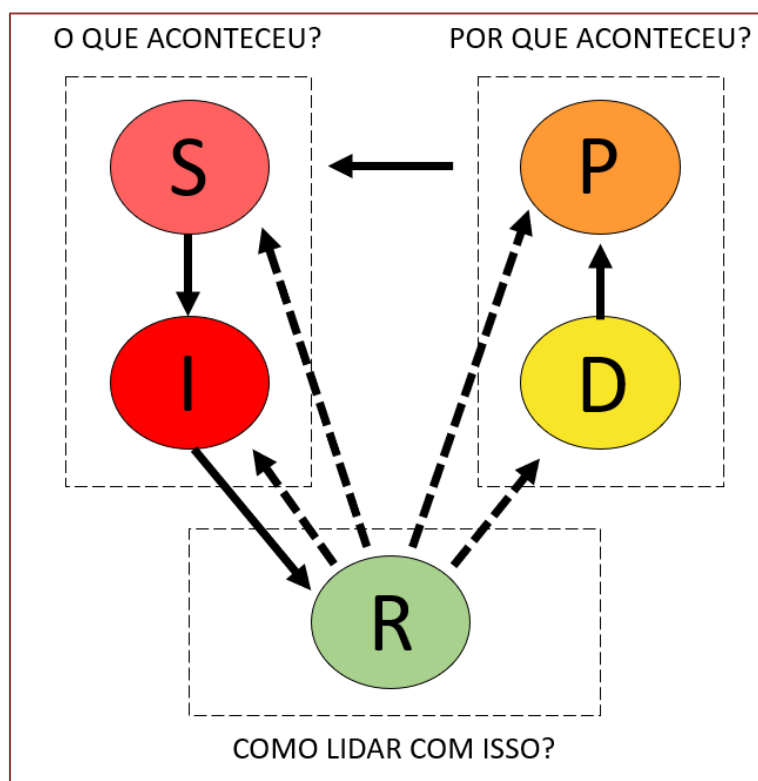 O QUE ACONTECEU?
POR QUE ACONTECEU?
S
P
I
D
R
COMO LIDAR COM ISSO?